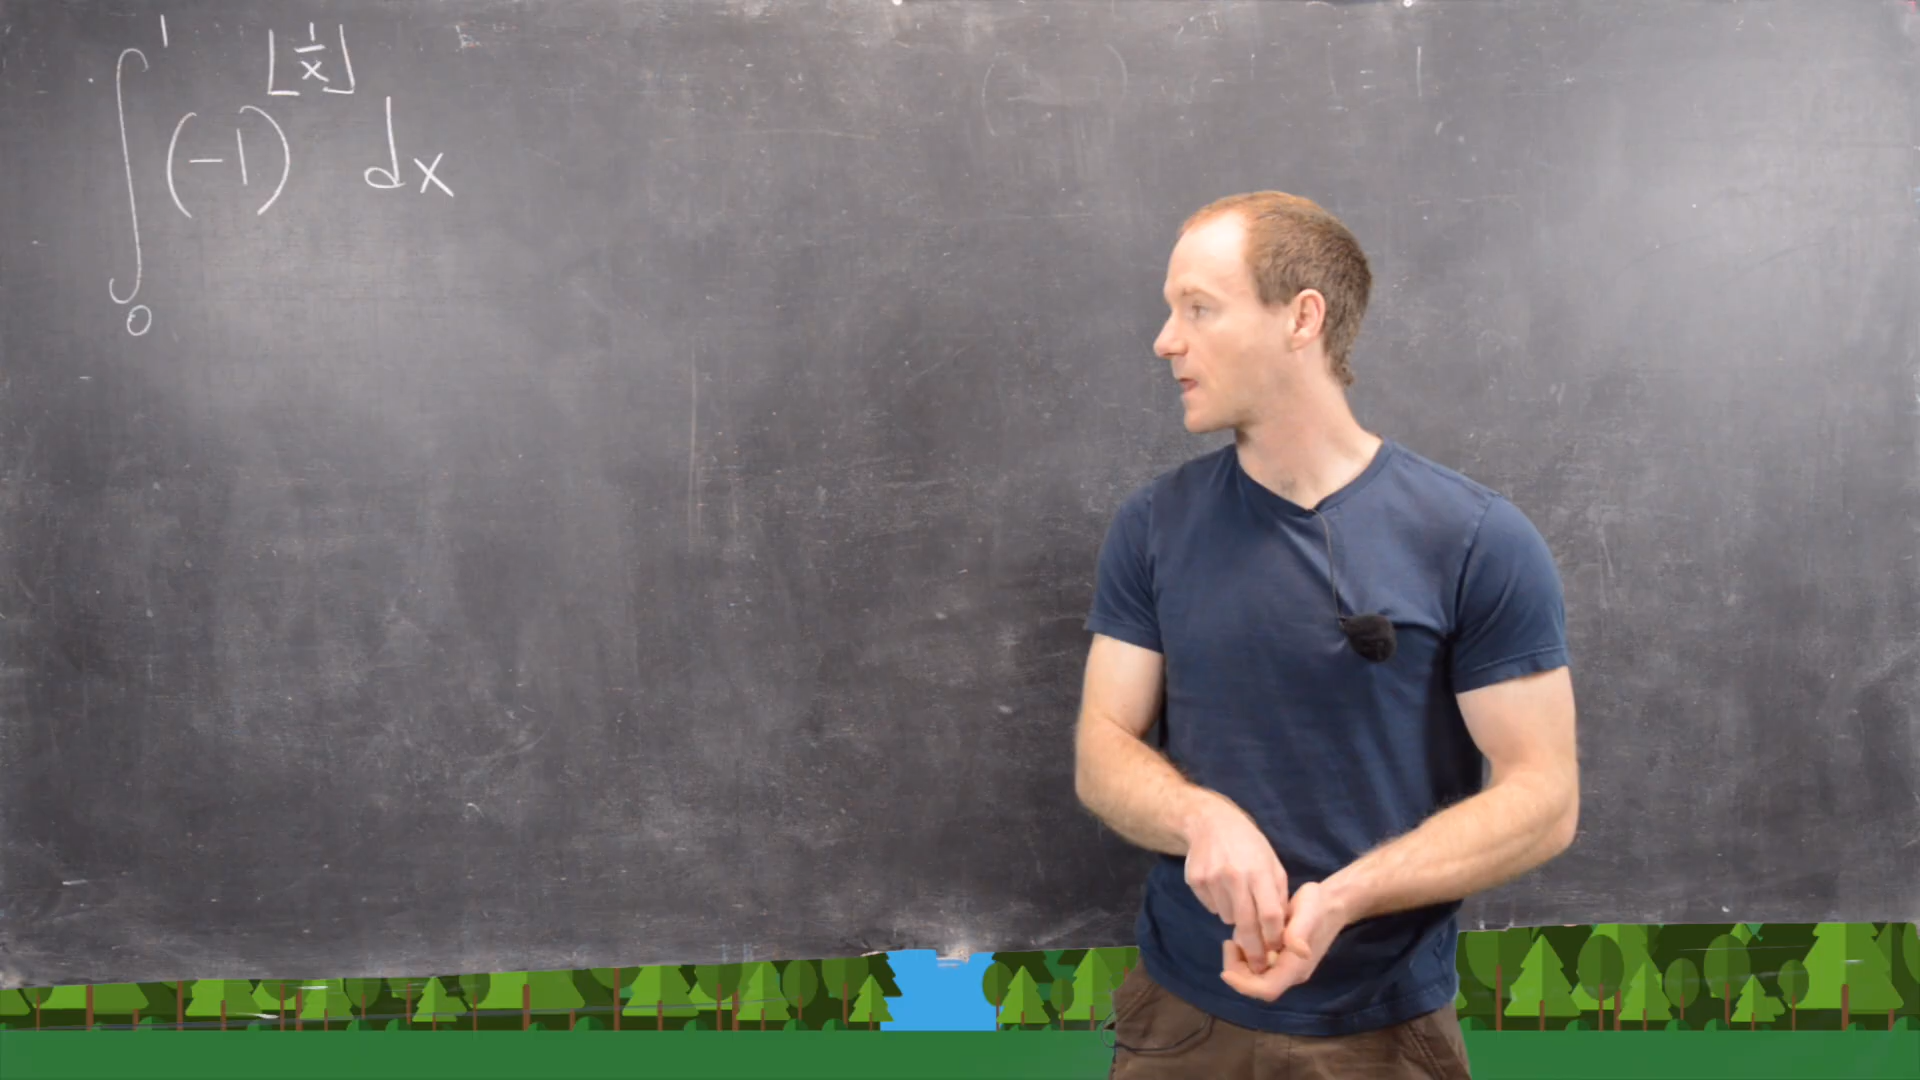 ∫₀¹ (-1)^⌊1/x⌋ dx